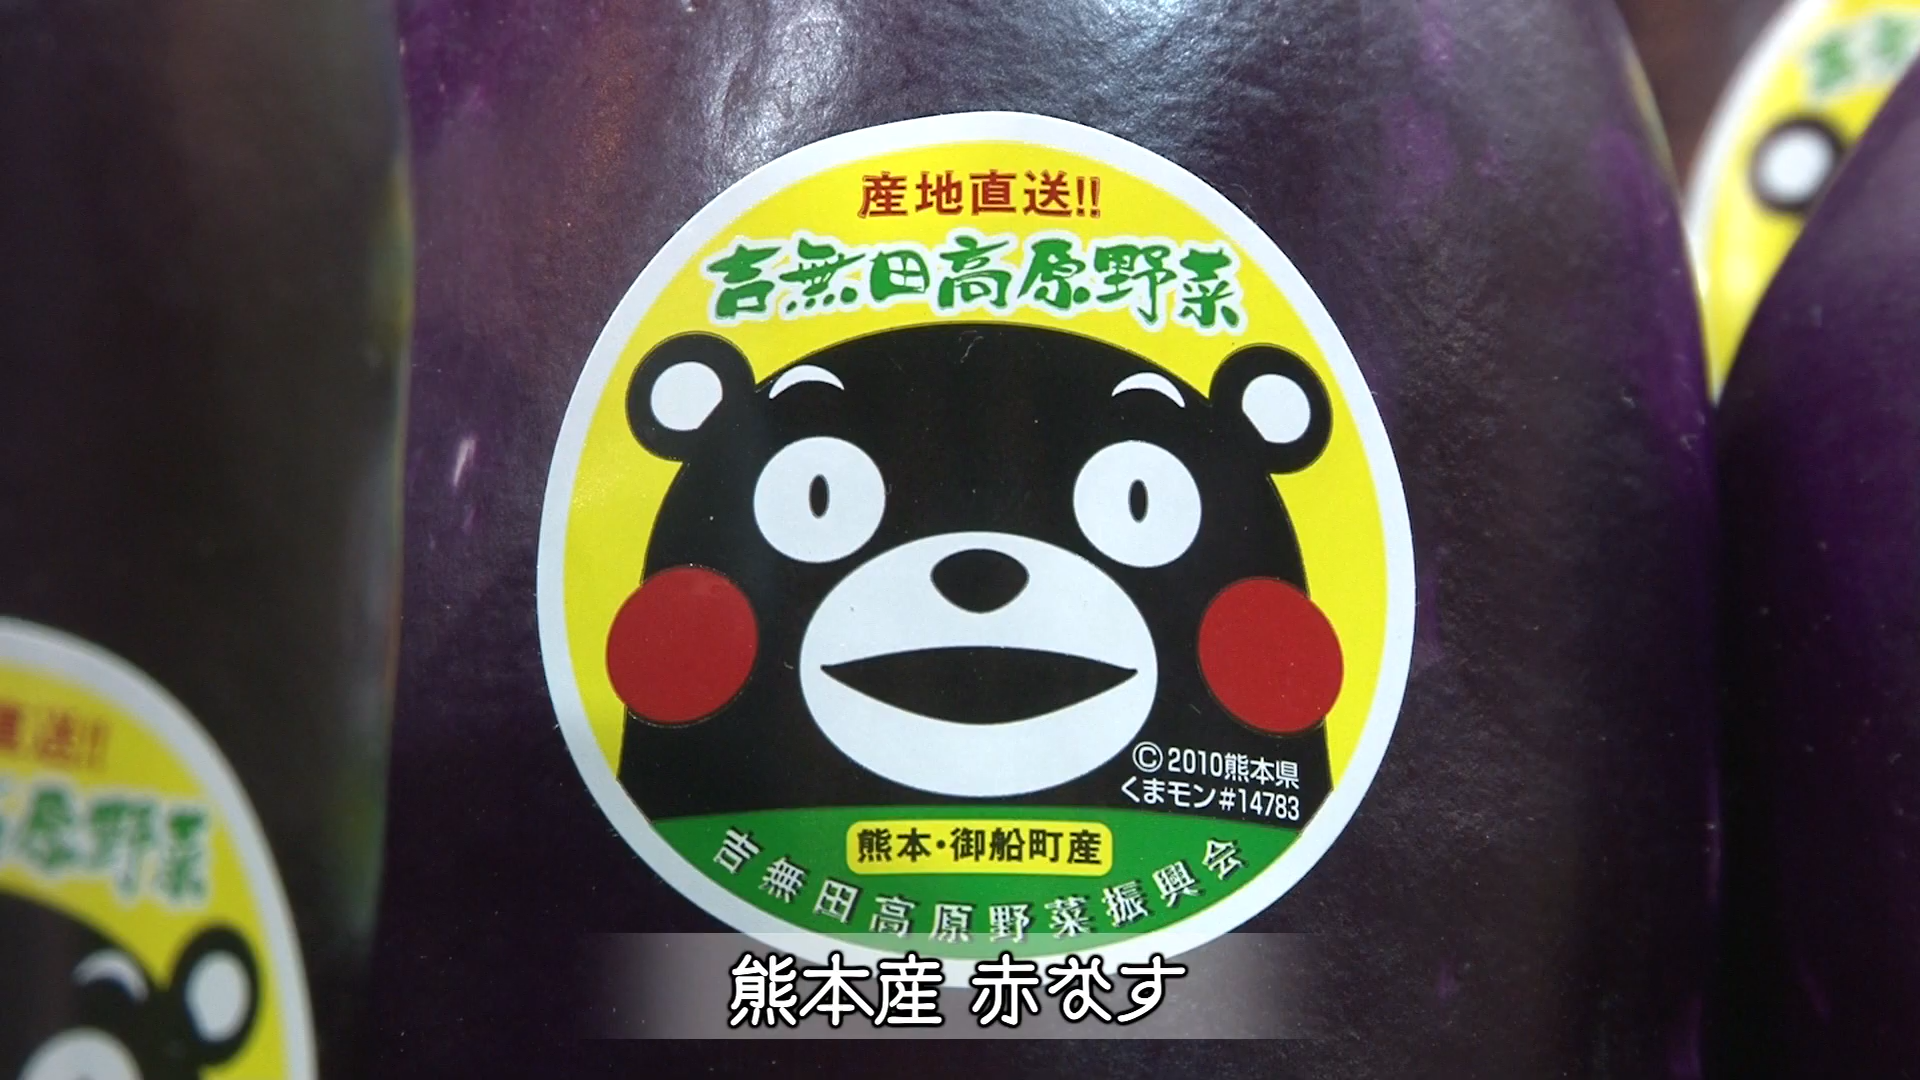 産地直送!!
吉無田高原野菜
©2010熊本県
くまモン#14783
熊本・御船町産
吉無田高原野菜振興会
直送!!
高原野菜
熊本産 赤なす